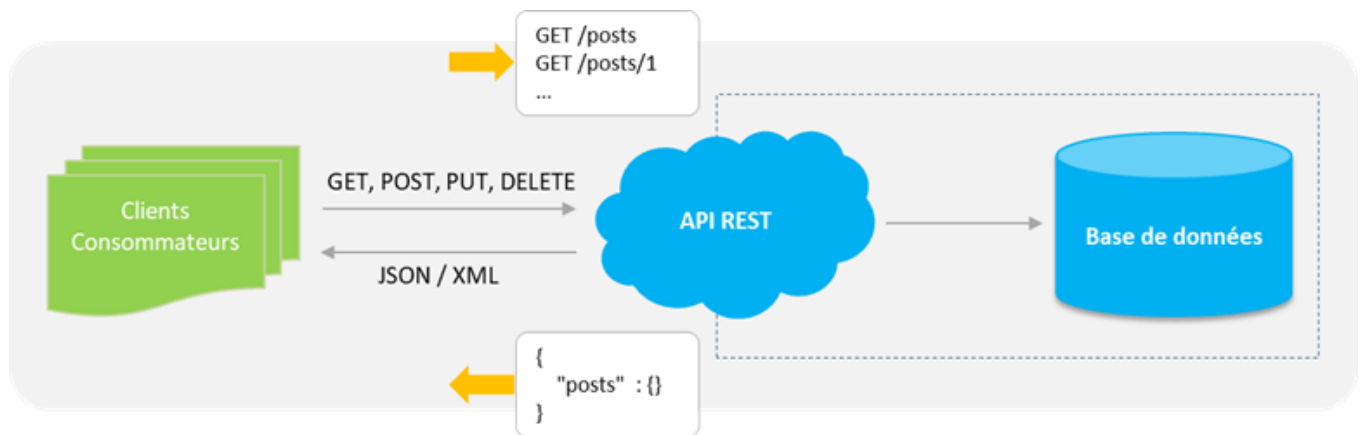 GET /posts
GET /posts/1
...
Clients
Consommateurs
GET, POST, PUT, DELETE
JSON / XML
API REST
Base de données
{
"posts" : {}
}